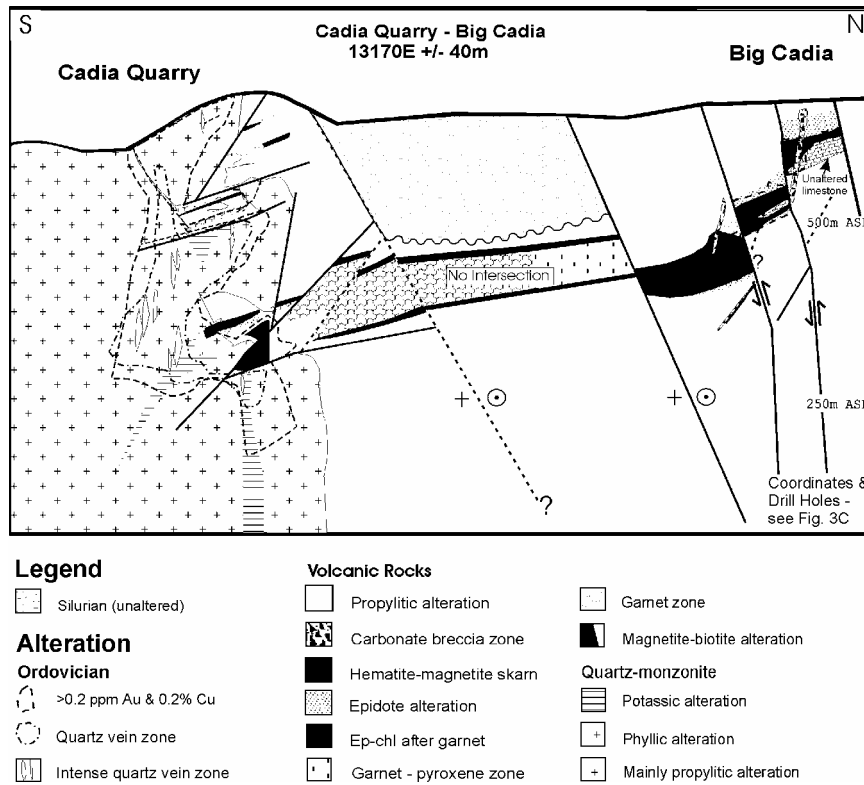 S
Cadia Quarry - Big Cadia
13170E +/- 40m
N
Cadia Quarry
Big Cadia
Unaltered
limestone
500m ASL
No Intersection
?
250m ASL
?
Coordinates &
Drill Holes -
see Fig. 3C
Legend
Silurian (unaltered)
Alteration
Ordovician
>0.2 ppm Au & 0.2% Cu
Quartz vein zone
Intense quartz vein zone
Volcanic Rocks
Propylitic alteration
Carbonate breccia zone
Hematite-magnetite skarn
Epidote alteration
Ep-chl after garnet
Garnet - pyroxene zone
Garnet zone
Magnetite-biotite alteration
Quartz-monzonite
Potassic alteration
Phyllic alteration
Mainly propylitic alteration